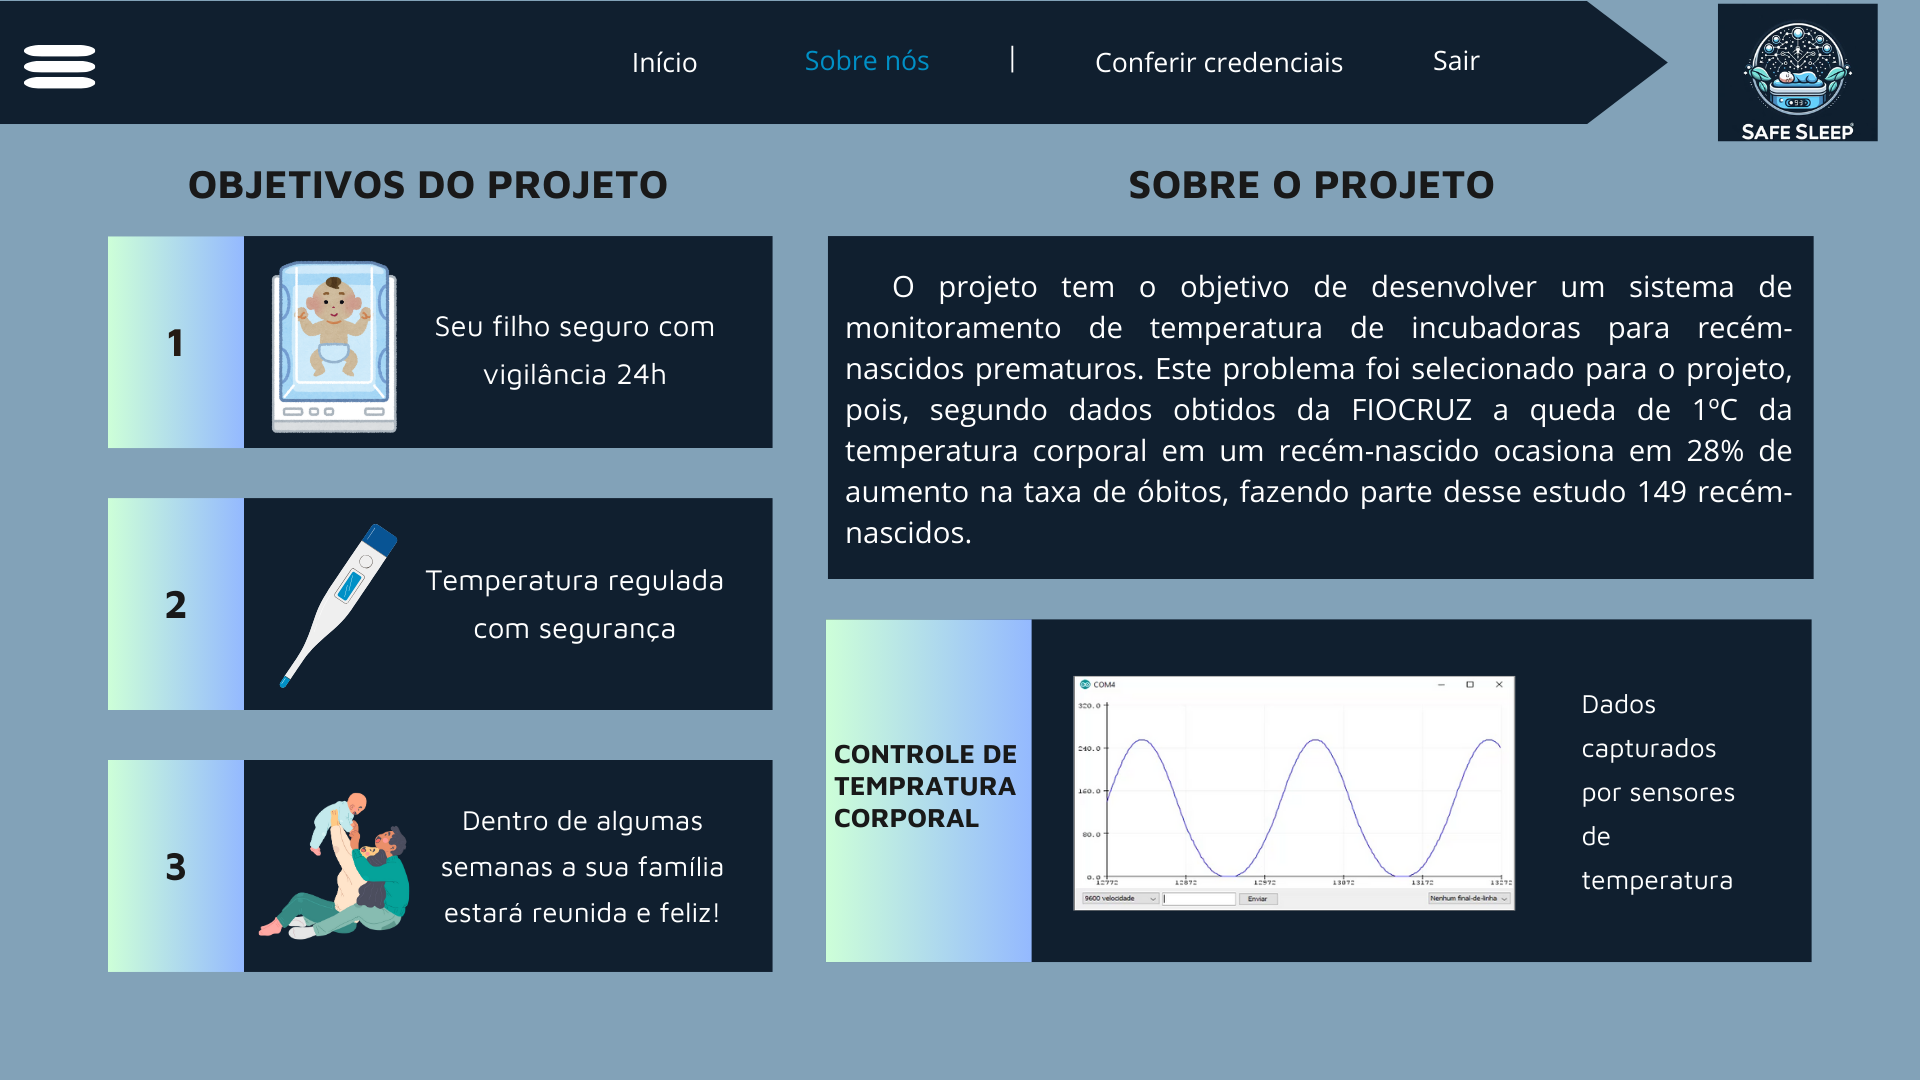 Início
Sobre nós
|
Conferir credenciais
Sair
SAFE SLEEP
OBJETIVOS DO PROJETO
1
Seu filho seguro com
vigilância 24h
2
Temperatura regulada
com segurança
3
Dentro de algumas
semanas a sua família
estará reunida e feliz!
SOBRE O PROJETO
O projeto tem o objetivo de desenvolver um sistema de
monitoramento de temperatura de incubadoras para recém-
nascidos prematuros. Este problema foi selecionado para o projeto,
pois, segundo dados obtidos da FIOCRUZ a queda de 1ºC da
temperatura corporal em um recém-nascido ocasiona em 28% de
aumento na taxa de óbitos, fazendo parte desse estudo 149 recém-
nascidos.
CONTROLE DE
TEMPRATURA
CORPORAL
COM4
320.0
240.0
160.0
80.0
0.0
12772 12872 12972 13072 13172 13272
9600 velocidade
Enviar
Nenhum final-de-linha
Dados
capturados
por sensores
de
temperatura